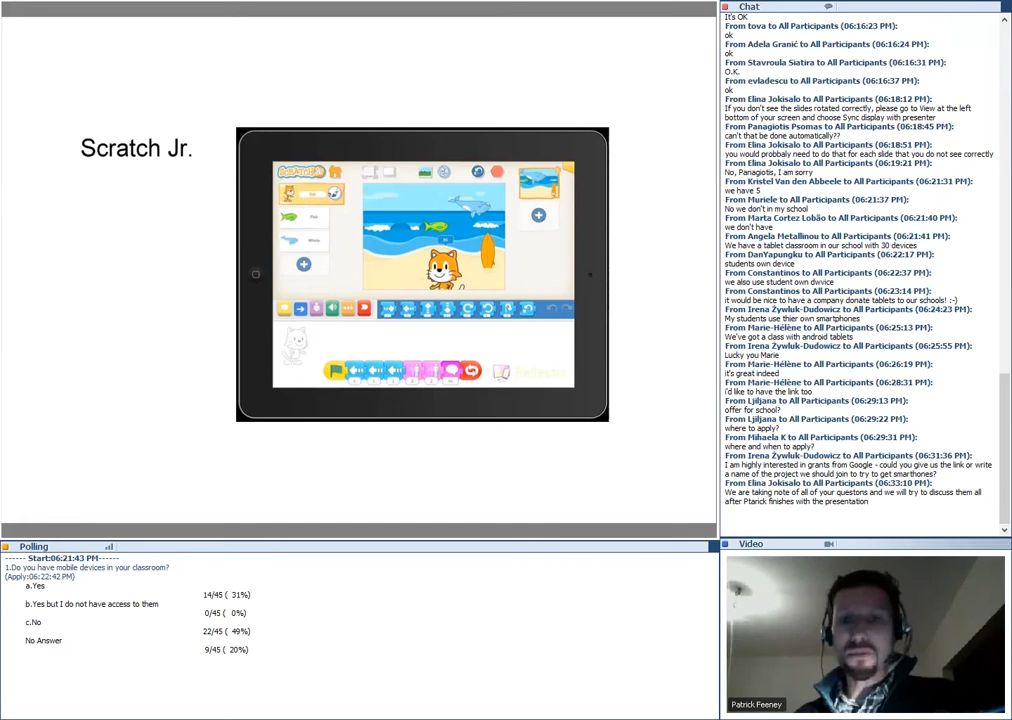 Scratch Jr.
Fish
Whale
Chat
It's OK
From tova to All Participants (06:16:23 PM):
ok
From Adela Granić to All Participants (06:16:24 PM):
ok
From Stavroula Siatira to All Participants (06:16:31 PM):
O.K.
From evladescu to All Participants (06:16:37 PM):
ok
From Elina Jokisalo to All Participants (06:18:12 PM):
If you don't see the slides rotated correctly, please go to View at the left
bottom of your screen and choose Sync display with presenter
From Panagiotis Psomas to All Participants (06:18:45 PM):
can't that be done automatically??
From Elina Jokisalo to All Participants (06:18:51 PM):
you would probbaly need to do that for each slide that you do not see correctly
From Elina Jokisalo to All Participants (06:19:21 PM):
No, Panagiotis, I am sorry
From Kristel Van den Abbeele to All Participants (06:21:31 PM):
we have 5
From Muriele to All Participants (06:21:37 PM):
No we don't in my school
From Marta Cortez Lobão to All Participants (06:21:40 PM):
we don't have
From Angela Metallinou to All Participants (06:21:41 PM):
We have a tablet classroom in our school with 30 devices
From DanYapungku to All Participants (06:22:17 PM):
students own device
From Constantinos to All Participants (06:22:37 PM):
we also use student own dwvice
From Constantinos to All Participants (06:23:14 PM):
it would be nice to have a company donate tablets to our schools! :-)
From Irena Żywluk-Dudowicz to All Participants (06:24:23 PM):
My students use thier own smartphones
From Marie-Hélène to All Participants (06:25:13 PM):
We've got a class with android tablets
From Irena Żywluk-Dudowicz to All Participants (06:25:55 PM):
Lucky you Marie
From Marie-Hélène to All Participants (06:26:19 PM):
it's great indeed
From Marie-Hélène to All Participants (06:28:31 PM):
i'd like to have the link too
From Ljiljana to All Participants (06:29:13 PM):
offer for school?
From Ljiljana to All Participants (06:29:22 PM):
where to apply?
From Mihaela K to All Participants (06:29:31 PM):
where and when to apply?
From Irena Żywluk-Dudowicz to All Participants (06:31:36 PM):
I am highly interested in grants from Google - could you give us the link or write
a name of the project we should join to try to get smarthones?
From Elina Jokisalo to All Participants (06:33:10 PM):
We are taking note of all of your questons and we will try to discuss them all
after Ptarick finishes with the presentation
Polling
------ Start:06:21:43 PM------
1.Do you have mobile devices in your classroom?
(Apply:06:22:42 PM)
a.Yes
14/45 ( 31%)
b.Yes but I do not have access to them
0/45 ( 0%)
c.No
22/45 ( 49%)
No Answer
9/45 ( 20%)
Video
Patrick Feeney